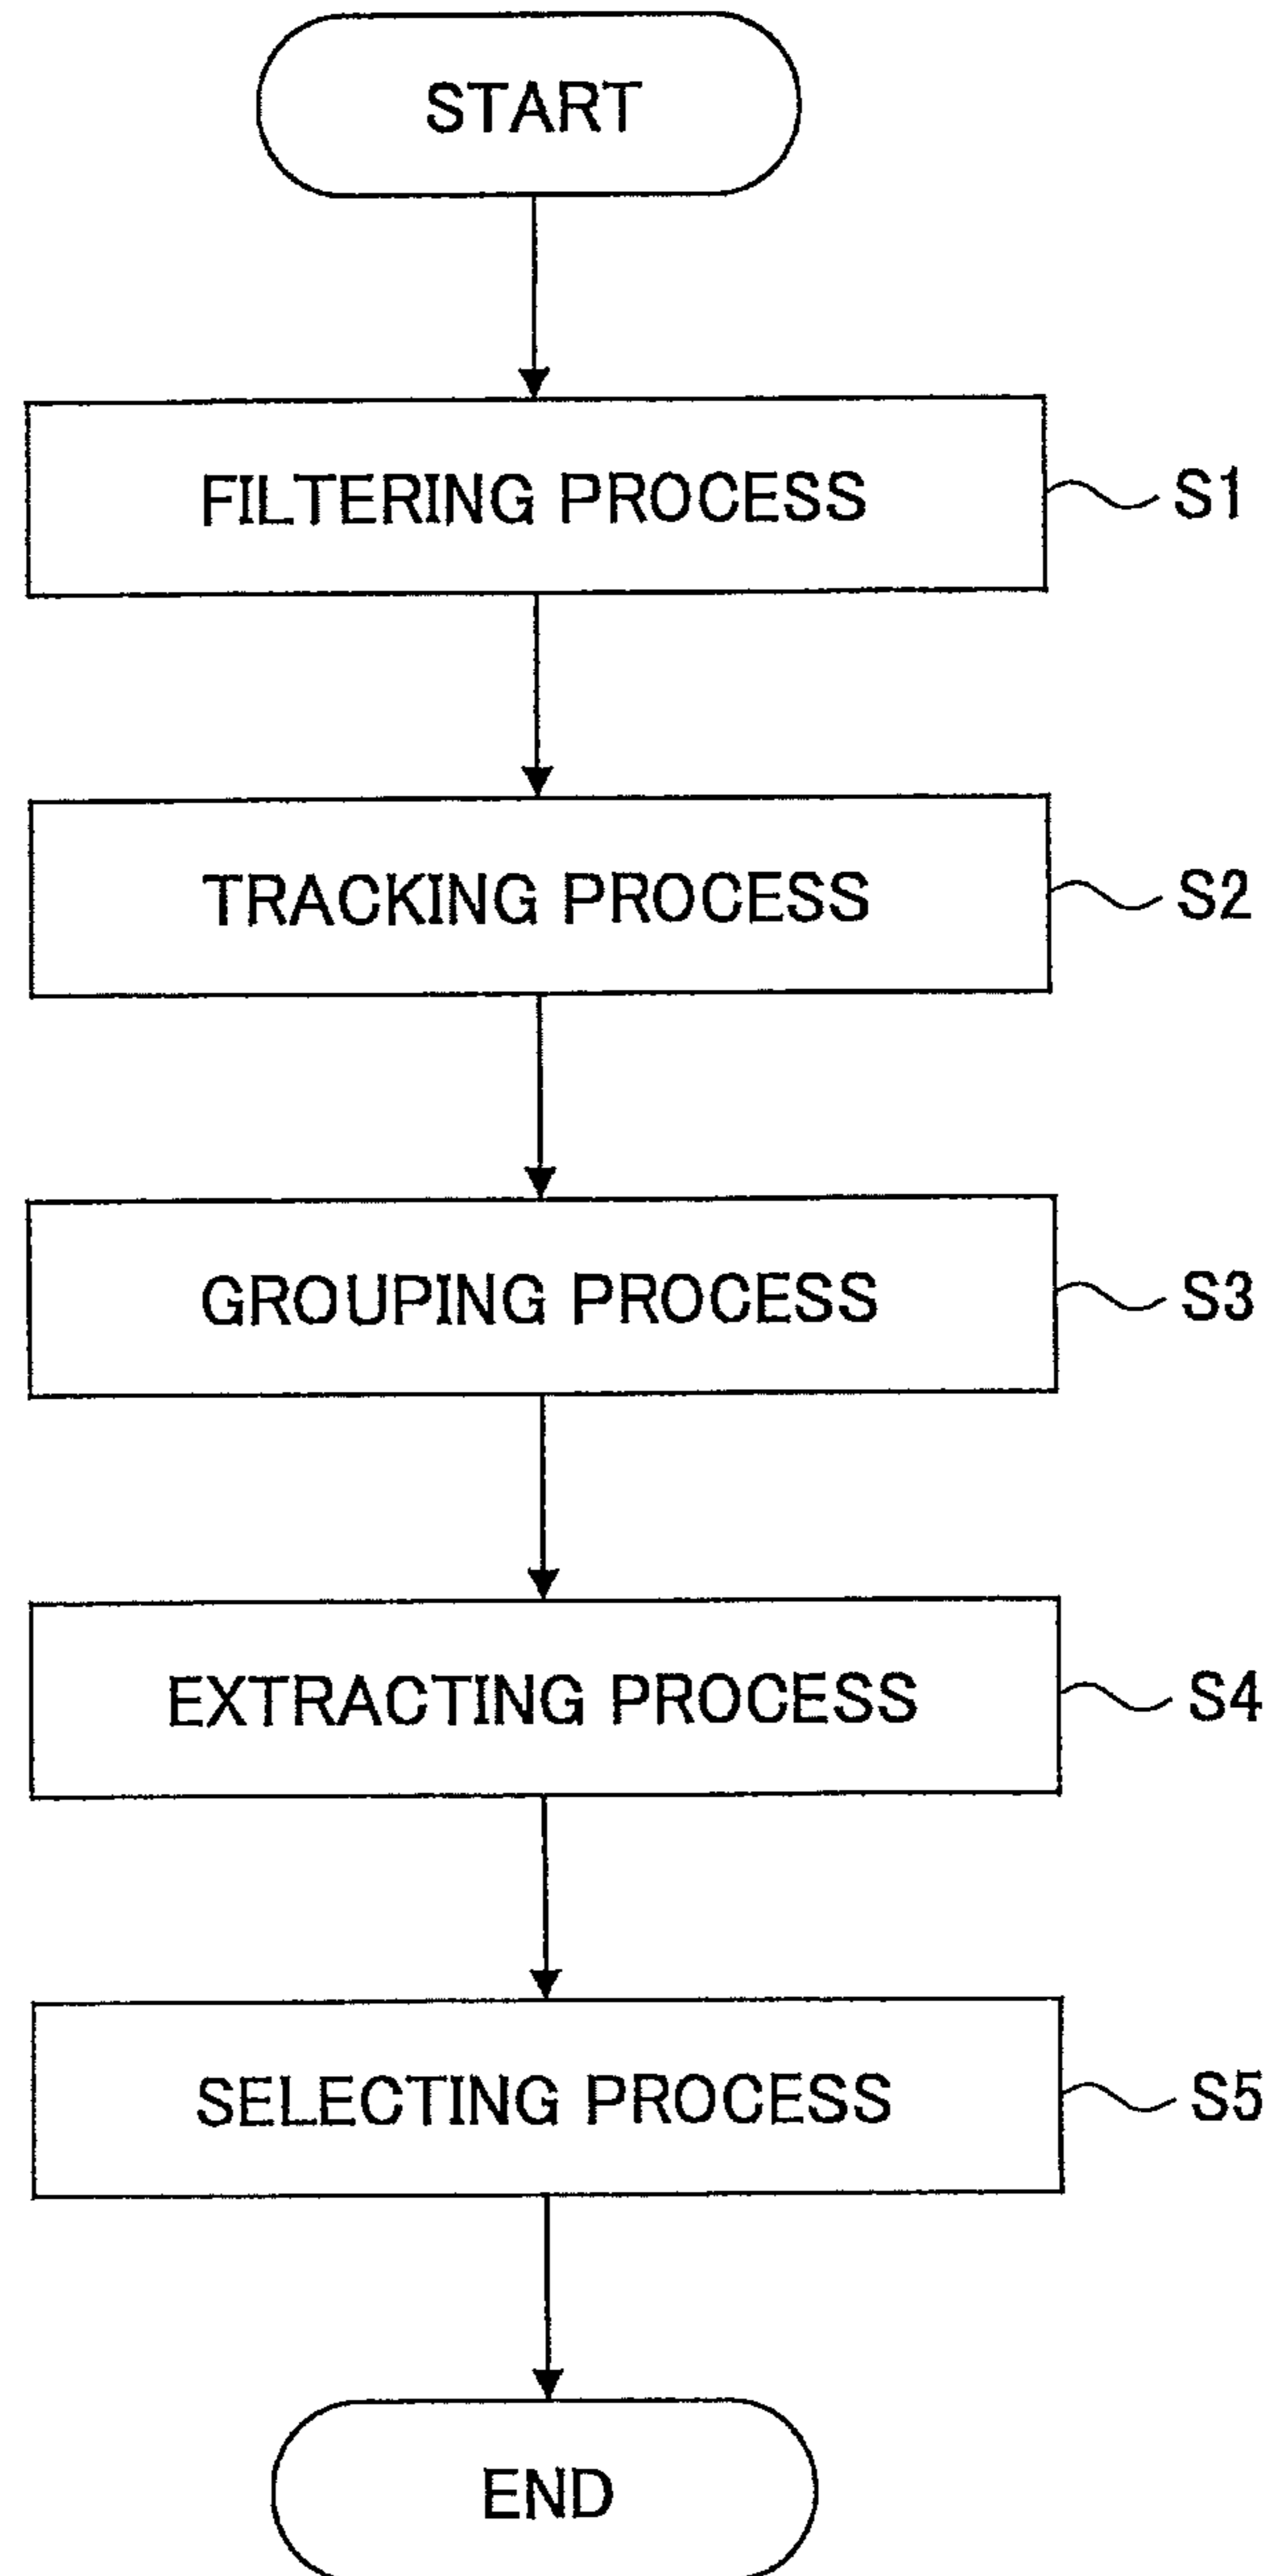 START
FILTERING PROCESS S1
TRACKING PROCESS S2
GROUPING PROCESS S3
EXTRACTING PROCESS S4
SELECTING PROCESS S5
END